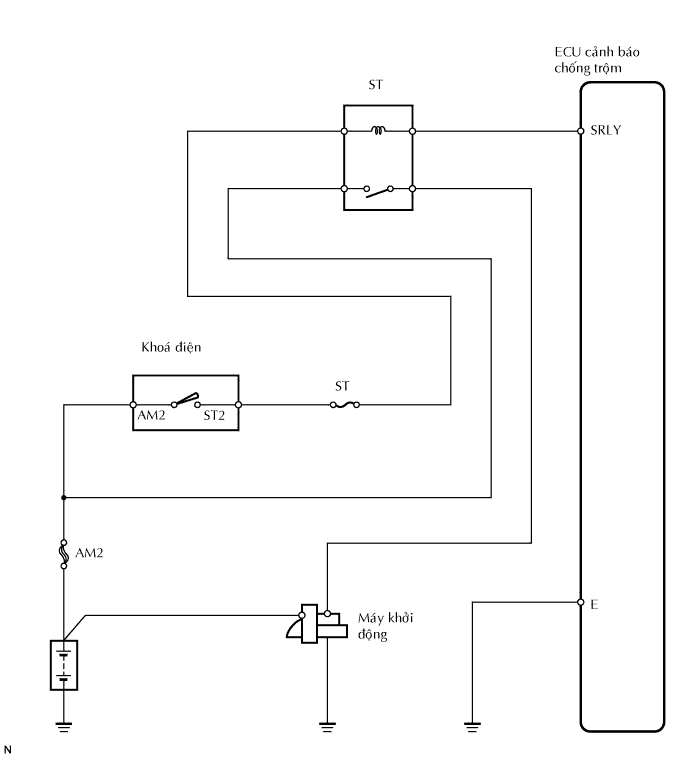 ECU cảnh báo
chống trộm
ST
SRLY
Khoá điện
ST
AM2
ST2
AM2
E
Máy khởi
động
N